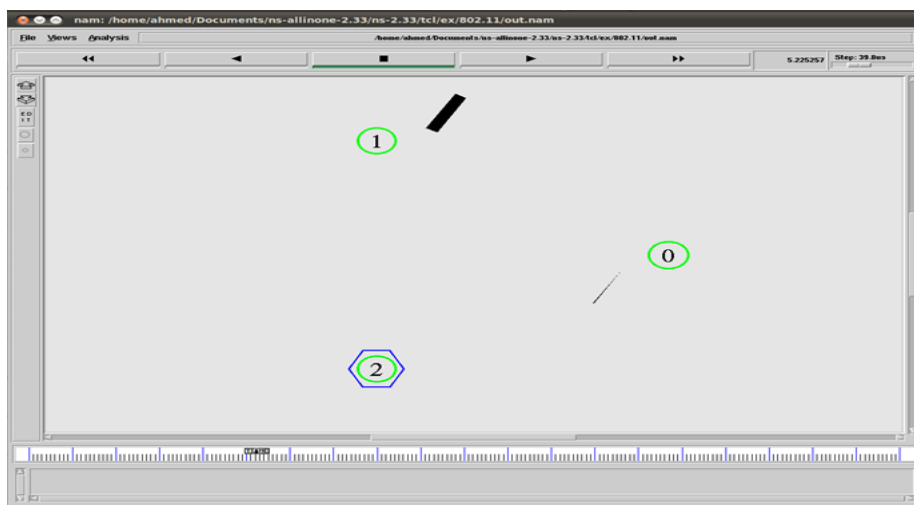 nam: /home/ahmed/Documents/ns-allinone-2.33/ns-2.33/tcl/ex/802.11/out.nam
File Views Analysis /home/ahmed/Documents/ns-allinone-2.33/ns-2.33/tcl/ex/802.11/out.nam
5.225257 Step: 39.8us
E D
I T
1
0
2